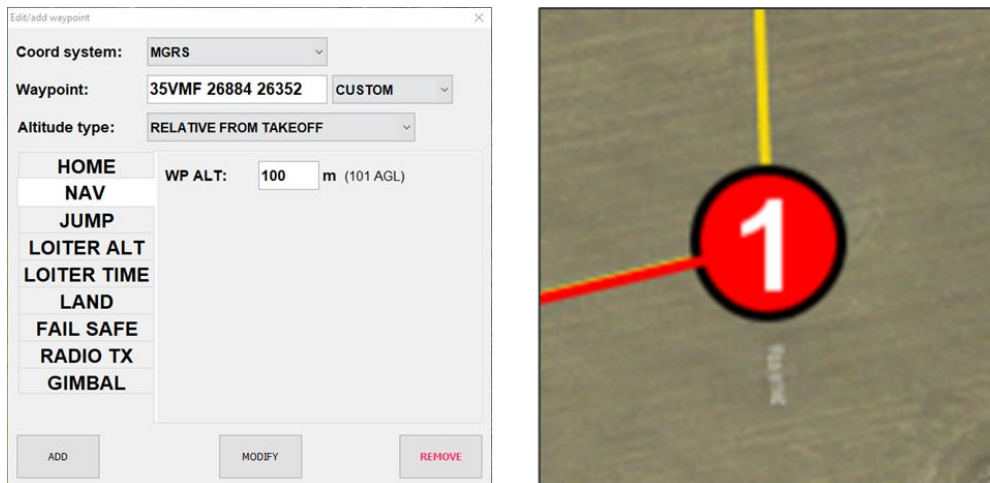 Edit/add waypoint
Coord system: MGRS
Waypoint: 35VMF 26884 26352 CUSTOM
Altitude type: RELATIVE FROM TAKEOFF
HOME
NAV
JUMP
LOITER ALT
LOITER TIME
LAND
FAIL SAFE
RADIO TX
GIMBAL
WP ALT: 100 m (101 AGL)
ADD MODIFY REMOVE
1